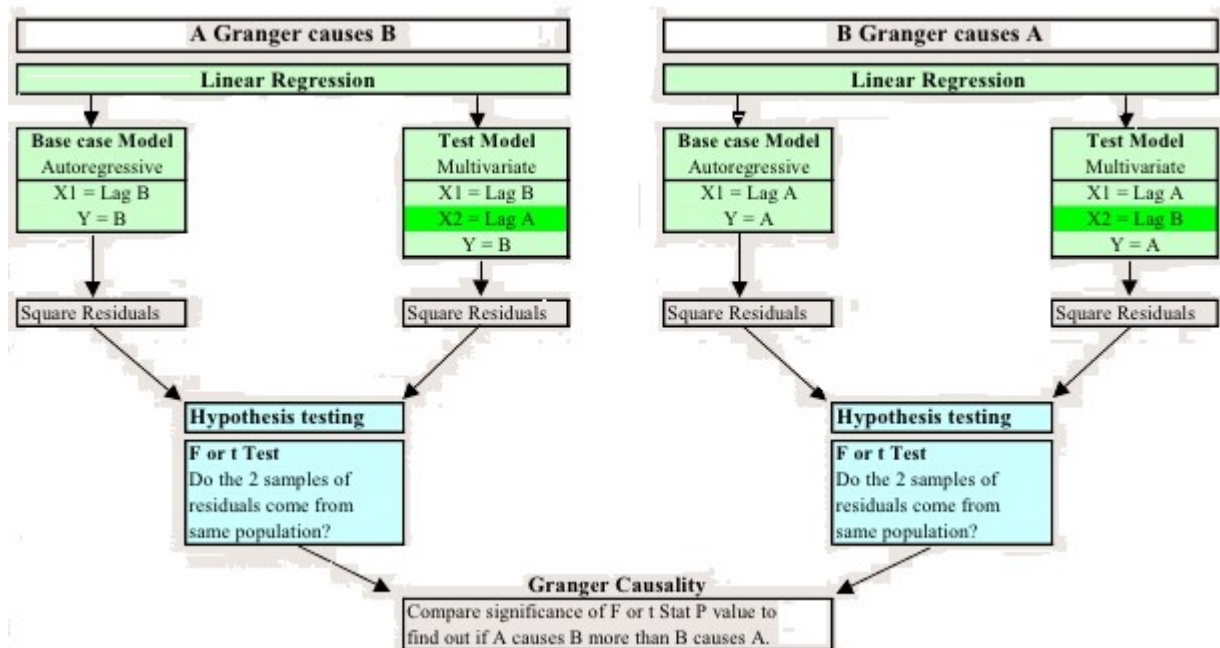 A Granger causes B
Linear Regression
Base case Model
Autoregressive
X1 = Lag B
Y = B
Test Model
Multivariate
X1 = Lag B
X2 = Lag A
Y = B
Square Residuals
Square Residuals
Hypothesis testing
F or t Test
Do the 2 samples of
residuals come from
same population?
B Granger causes A
Linear Regression
Base case Model
Autoregressive
X1 = Lag A
Y = A
Test Model
Multivariate
X1 = Lag A
X2 = Lag B
Y = A
Square Residuals
Square Residuals
Hypothesis testing
F or t Test
Do the 2 samples of
residuals come from
same population?
Granger Causality
Compare significance of F or t Stat P value to
find out if A causes B more than B causes A.